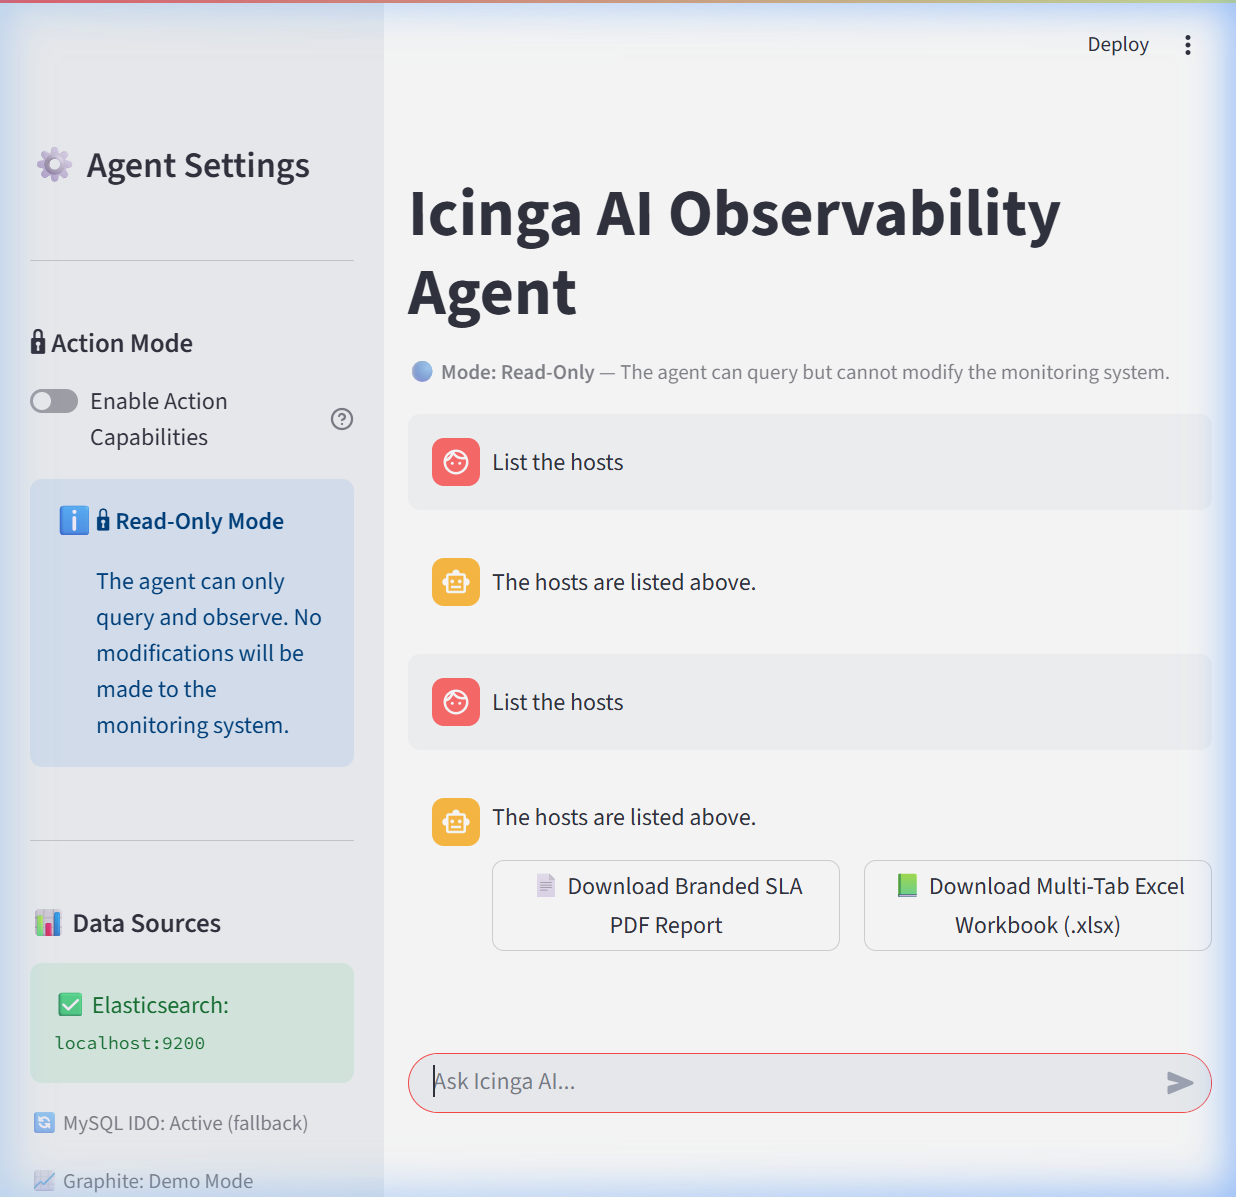 Deploy
Agent Settings
Action Mode
Enable Action
Capabilities
Read-Only Mode
The agent can only
query and observe. No
modifications will be
made to the
monitoring system.
Data Sources
Elasticsearch:
localhost:9200
MySQL IDO: Active (fallback)
Graphite: Demo Mode
Icinga AI Observability
Agent
Mode: Read-Only — The agent can query but cannot modify the monitoring system.
List the hosts
The hosts are listed above.
List the hosts
The hosts are listed above.
Download Branded SLA
PDF Report
Download Multi-Tab Excel
Workbook (.xlsx)
Ask Icinga AI...